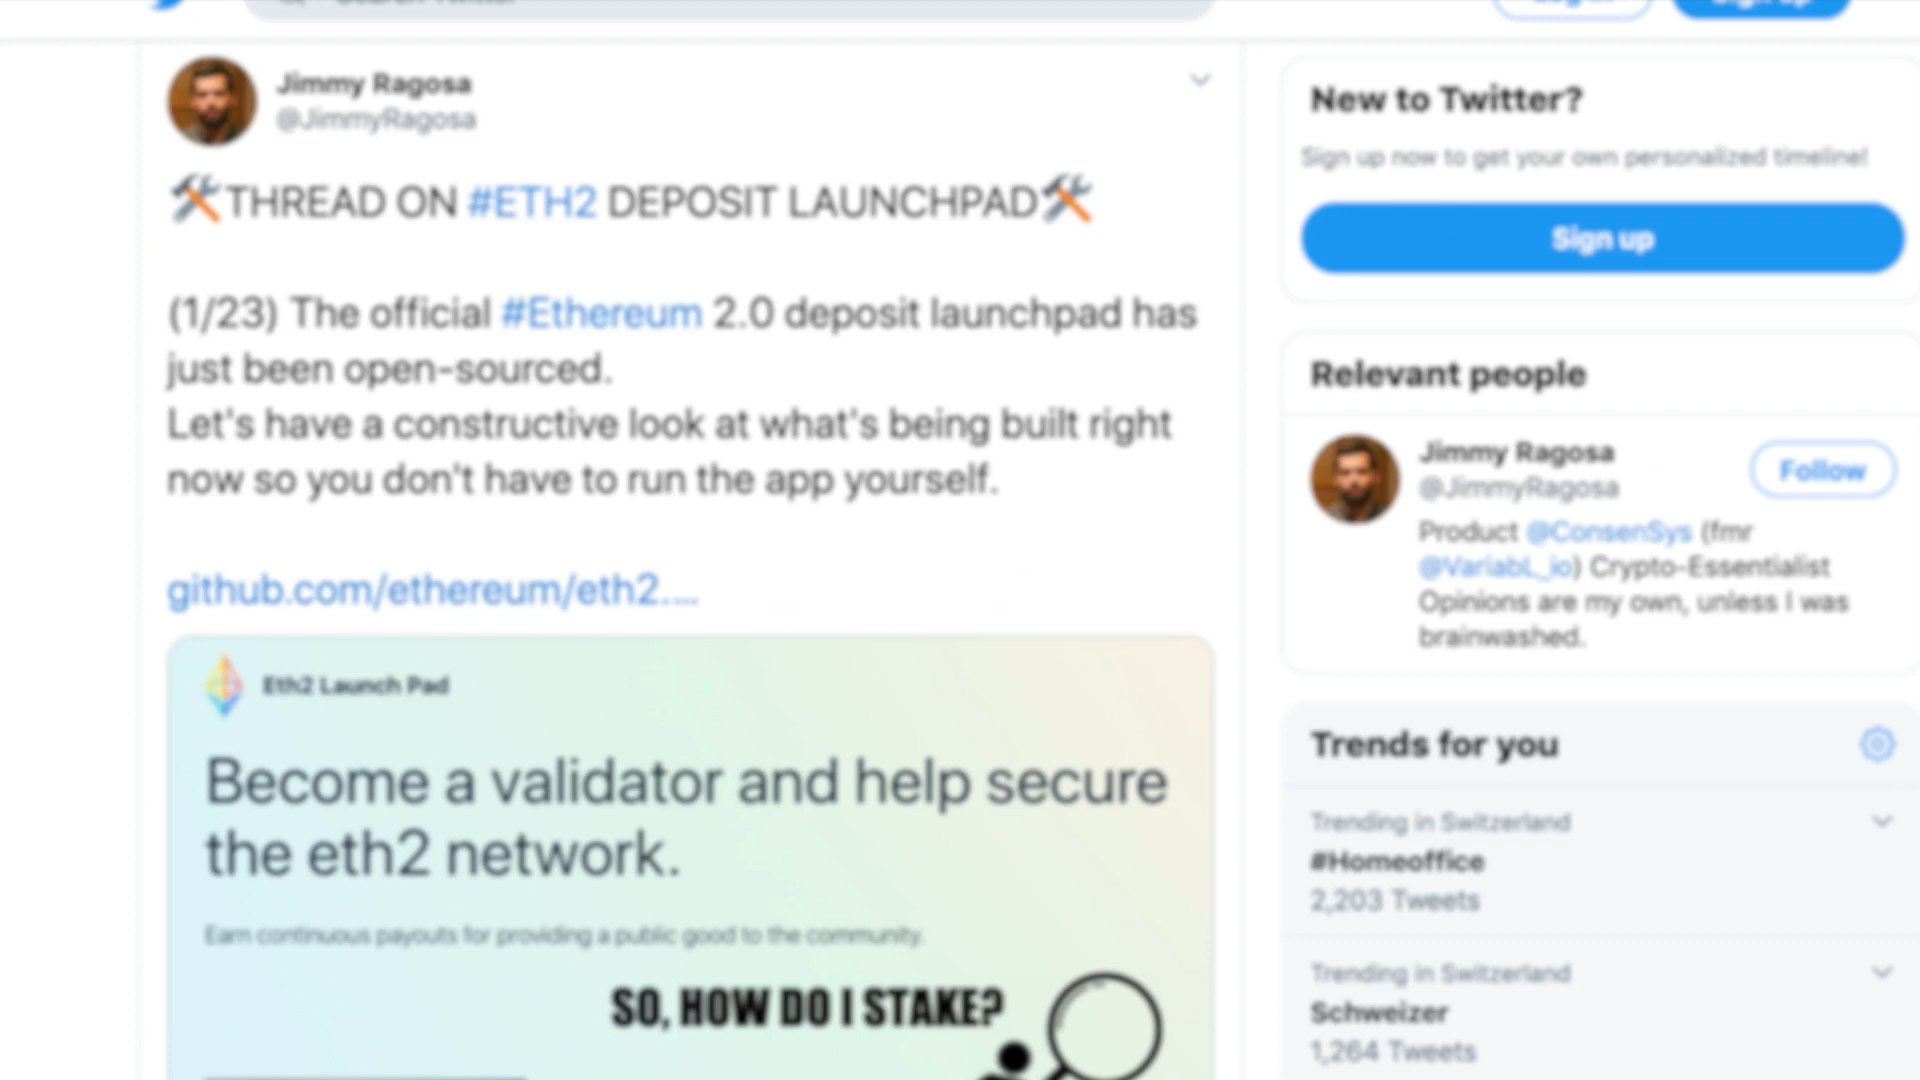 Search Twitter
Log in
Sign up
Jimmy Ragosa
@JimmyRagosa
THREAD ON #ETH2 DEPOSIT LAUNCHPAD
(1/23) The official #Ethereum 2.0 deposit launchpad has
just been open-sourced.
Let's have a constructive look at what's being built right
now so you don't have to run the app yourself.
github.com/ethereum/eth2....
Eth2 Launch Pad
Become a validator and help secure
the eth2 network.
Earn continuous payouts for providing a public good to the community.
SO, HOW DO I STAKE?
New to Twitter?
Sign up now to get your own personalized timeline!
Sign up
Relevant people
Jimmy Ragosa
@JimmyRagosa
Follow
Product @ConsenSys (fmr
@VariabL_io) Crypto-Essentialist
Opinions are my own, unless I was
brainwashed.
Trends for you
Trending in Switzerland
#Homeoffice
2,203 Tweets
Trending in Switzerland
Schweizer
1,264 Tweets